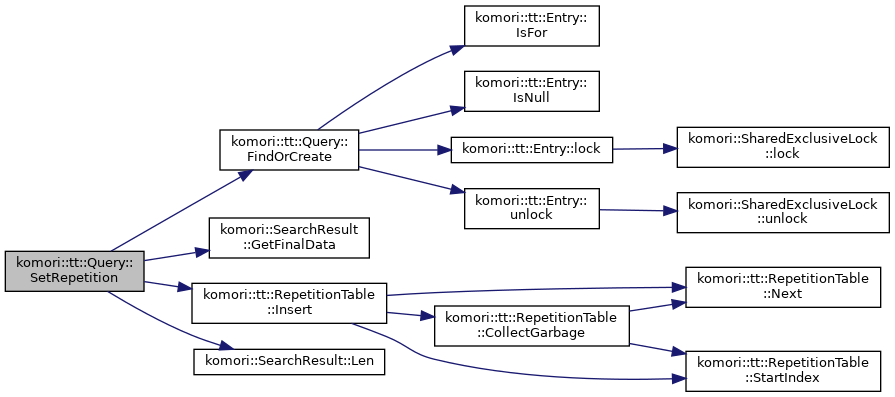 komori::tt::Entry::
IsFor
komori::tt::Entry::
IsNull
komori::tt::Query::
FindOrCreate
komori::tt::Entry::lock
komori::SharedExclusiveLock
::lock
komori::tt::Entry::
unlock
komori::SharedExclusiveLock
::unlock
komori::SearchResult
::GetFinalData
komori::tt::Query::
SetRepetition
komori::tt::RepetitionTable
::Insert
komori::tt::RepetitionTable
::Next
komori::tt::RepetitionTable
::CollectGarbage
komori::SearchResult::Len
komori::tt::RepetitionTable
::StartIndex